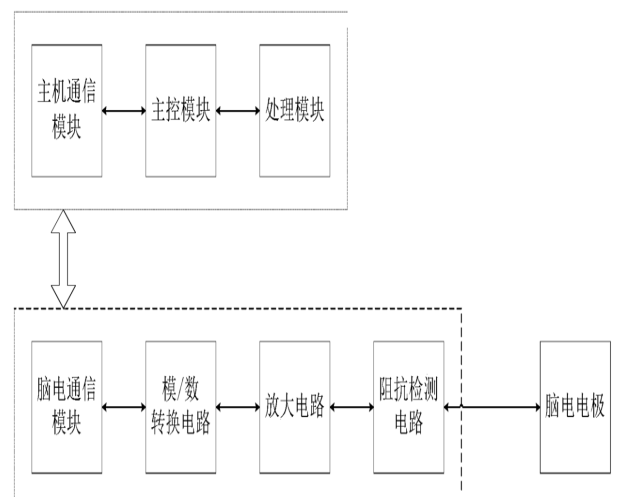 主机通信
模块
主控模块
处理模块
脑电通信
模块
模/数
转换电路
放大电路
阻抗检测
电路
脑电电极